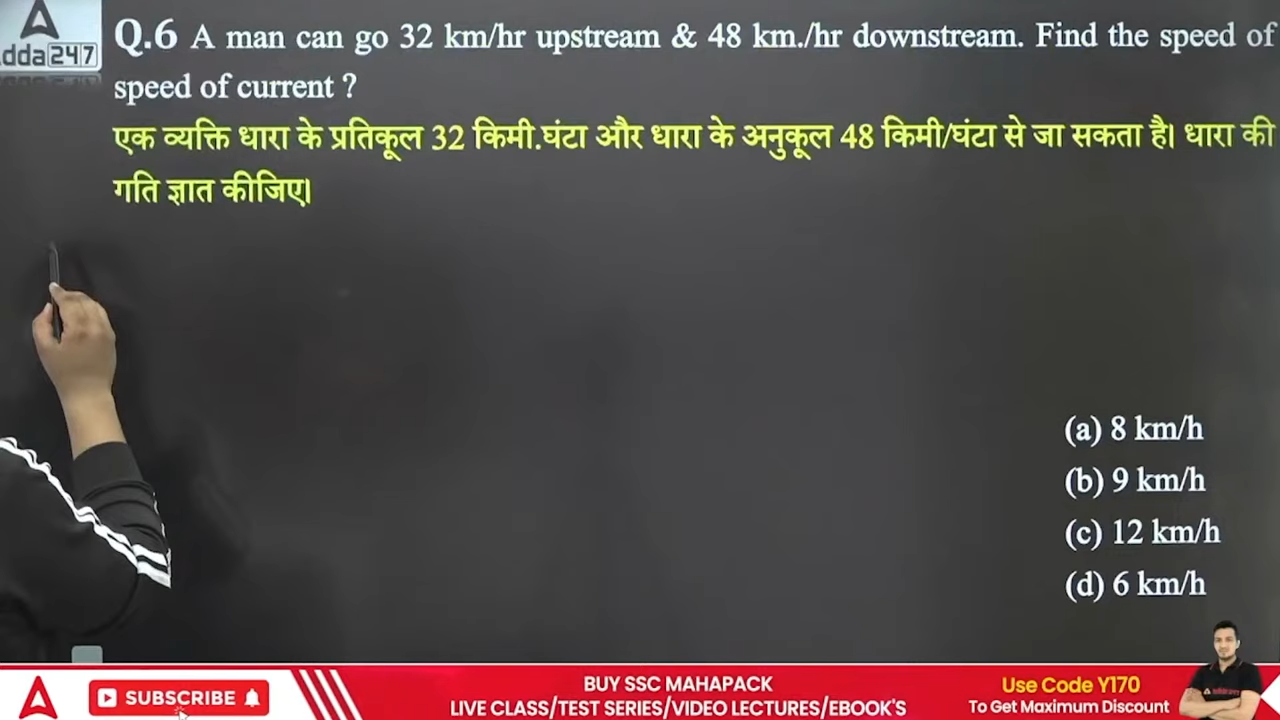 dda 247
Q.6 A man can go 32 km/hr upstream & 48 km./hr downstream. Find the speed of
speed of current ?
एक व्यक्ति धारा के प्रतिकूल 32 किमी.घंटा और धारा के अनुकूल 48 किमी/घंटा से जा सकता है। धारा की
गति ज्ञात कीजिए।
(a) 8 km/h
(b) 9 km/h
(c) 12 km/h
(d) 6 km/h
SUBSCRIBE
BUY SSC MAHAPACK
LIVE CLASS/TEST SERIES/VIDEO LECTURES/EBOOK'S
Use Code Y170
To Get Maximum Discount